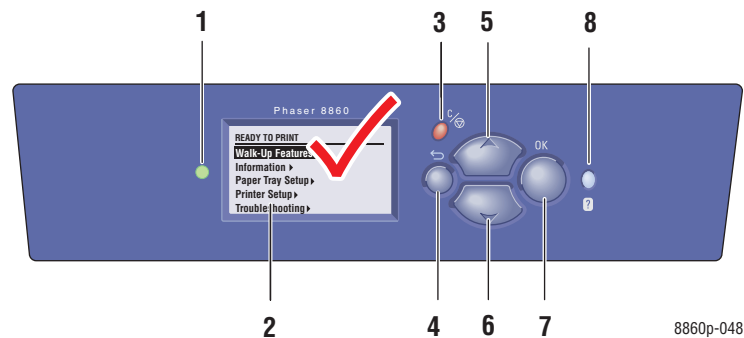 1 3 5 8
Phaser 8860
READY TO PRINT
Walk-Up Features
Information
Paper Tray Setup
Printer Setup
Troubleshooting
C/
OK
?
2 4 6 7
8860p-048